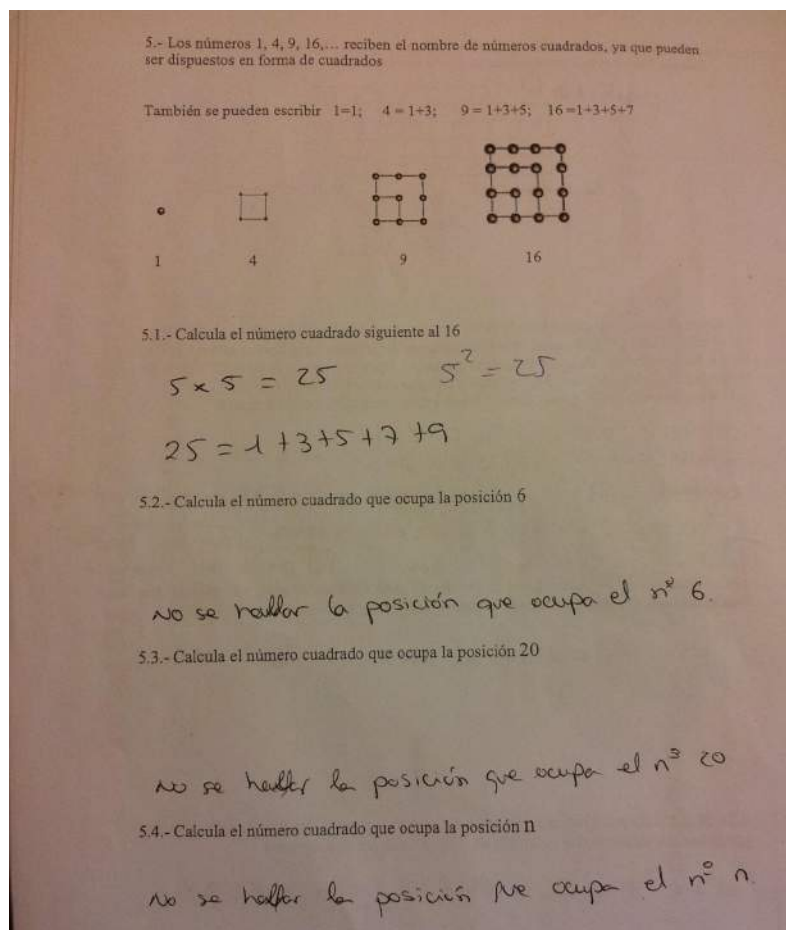 5.- Los números 1, 4, 9, 16,... reciben el nombre de números cuadrados, ya que pueden
ser dispuestos en forma de cuadrados
También se pueden escribir 1=1; 4 = 1+3; 9 = 1+3+5; 16 =1+3+5+7
1 4 9 16
5.1.- Calcula el número cuadrado siguiente al 16
5 x 5 = 25 5² = 25
25 = 1+3+5+7+9
5.2.- Calcula el número cuadrado que ocupa la posición 6
No se hallar la posición que ocupa el nº 6.
5.3.- Calcula el número cuadrado que ocupa la posición 20
No se hallar la posición que ocupa el nº 20
5.4.- Calcula el número cuadrado que ocupa la posición n
No se hallar la posición que ocupa el nº n.